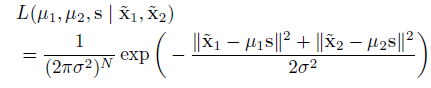 L(μ₁, μ₂, s | x̃₁, x̃₂)
= 1/(2πσ²)ᴺ exp ( − (‖x̃₁ − μ₁s‖² + ‖x̃₂ − μ₂s‖²)/(2σ²) )